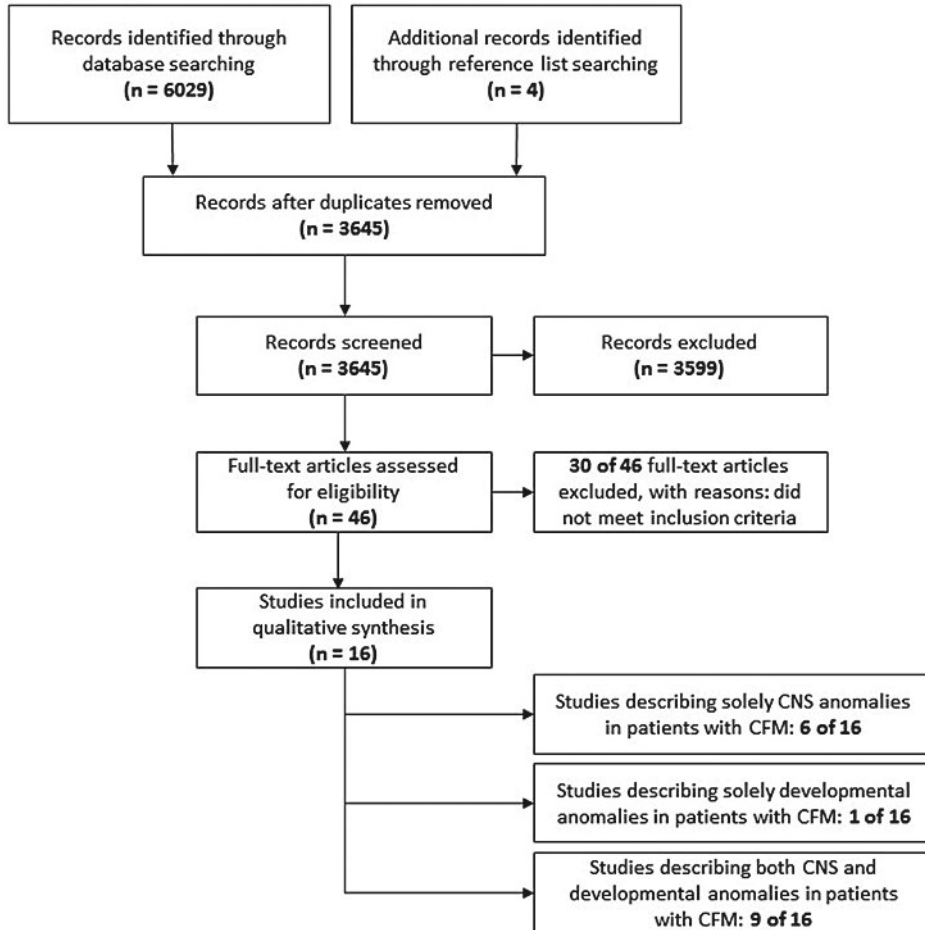 Records identified through
database searching
(n = 6029)
Additional records identified
through reference list searching
(n = 4)
Records after duplicates removed
(n = 3645)
Records screened
(n = 3645)
Records excluded
(n = 3599)
Full-text articles assessed
for eligibility
(n = 46)
30 of 46 full-text articles
excluded, with reasons: did
not meet inclusion criteria
Studies included in
qualitative synthesis
(n = 16)
Studies describing solely CNS anomalies
in patients with CFM: 6 of 16
Studies describing solely developmental
anomalies in patients with CFM: 1 of 16
Studies describing both CNS and
developmental anomalies in patients
with CFM: 9 of 16